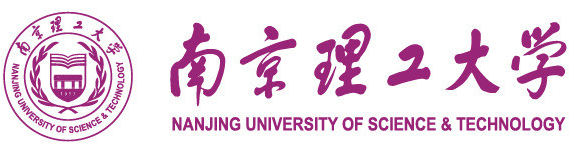 南京理工大学
NANJING UNIVERSITY OF SCIENCE & TECHNOLOGY
1953
南京理工大学
NANJING UNIVERSITY OF SCIENCE & TECHNOLOGY